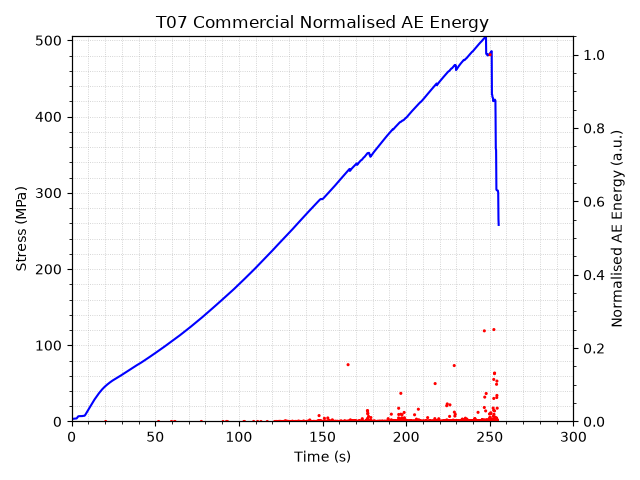 T07 Commercial Normalised AE Energy
500
400
300
200
100
0
Stress (MPa)
1.0
0.8
0.6
0.4
0.2
0.0
Normalised AE Energy (a.u.)
0 50 100 150 200 250 300
Time (s)